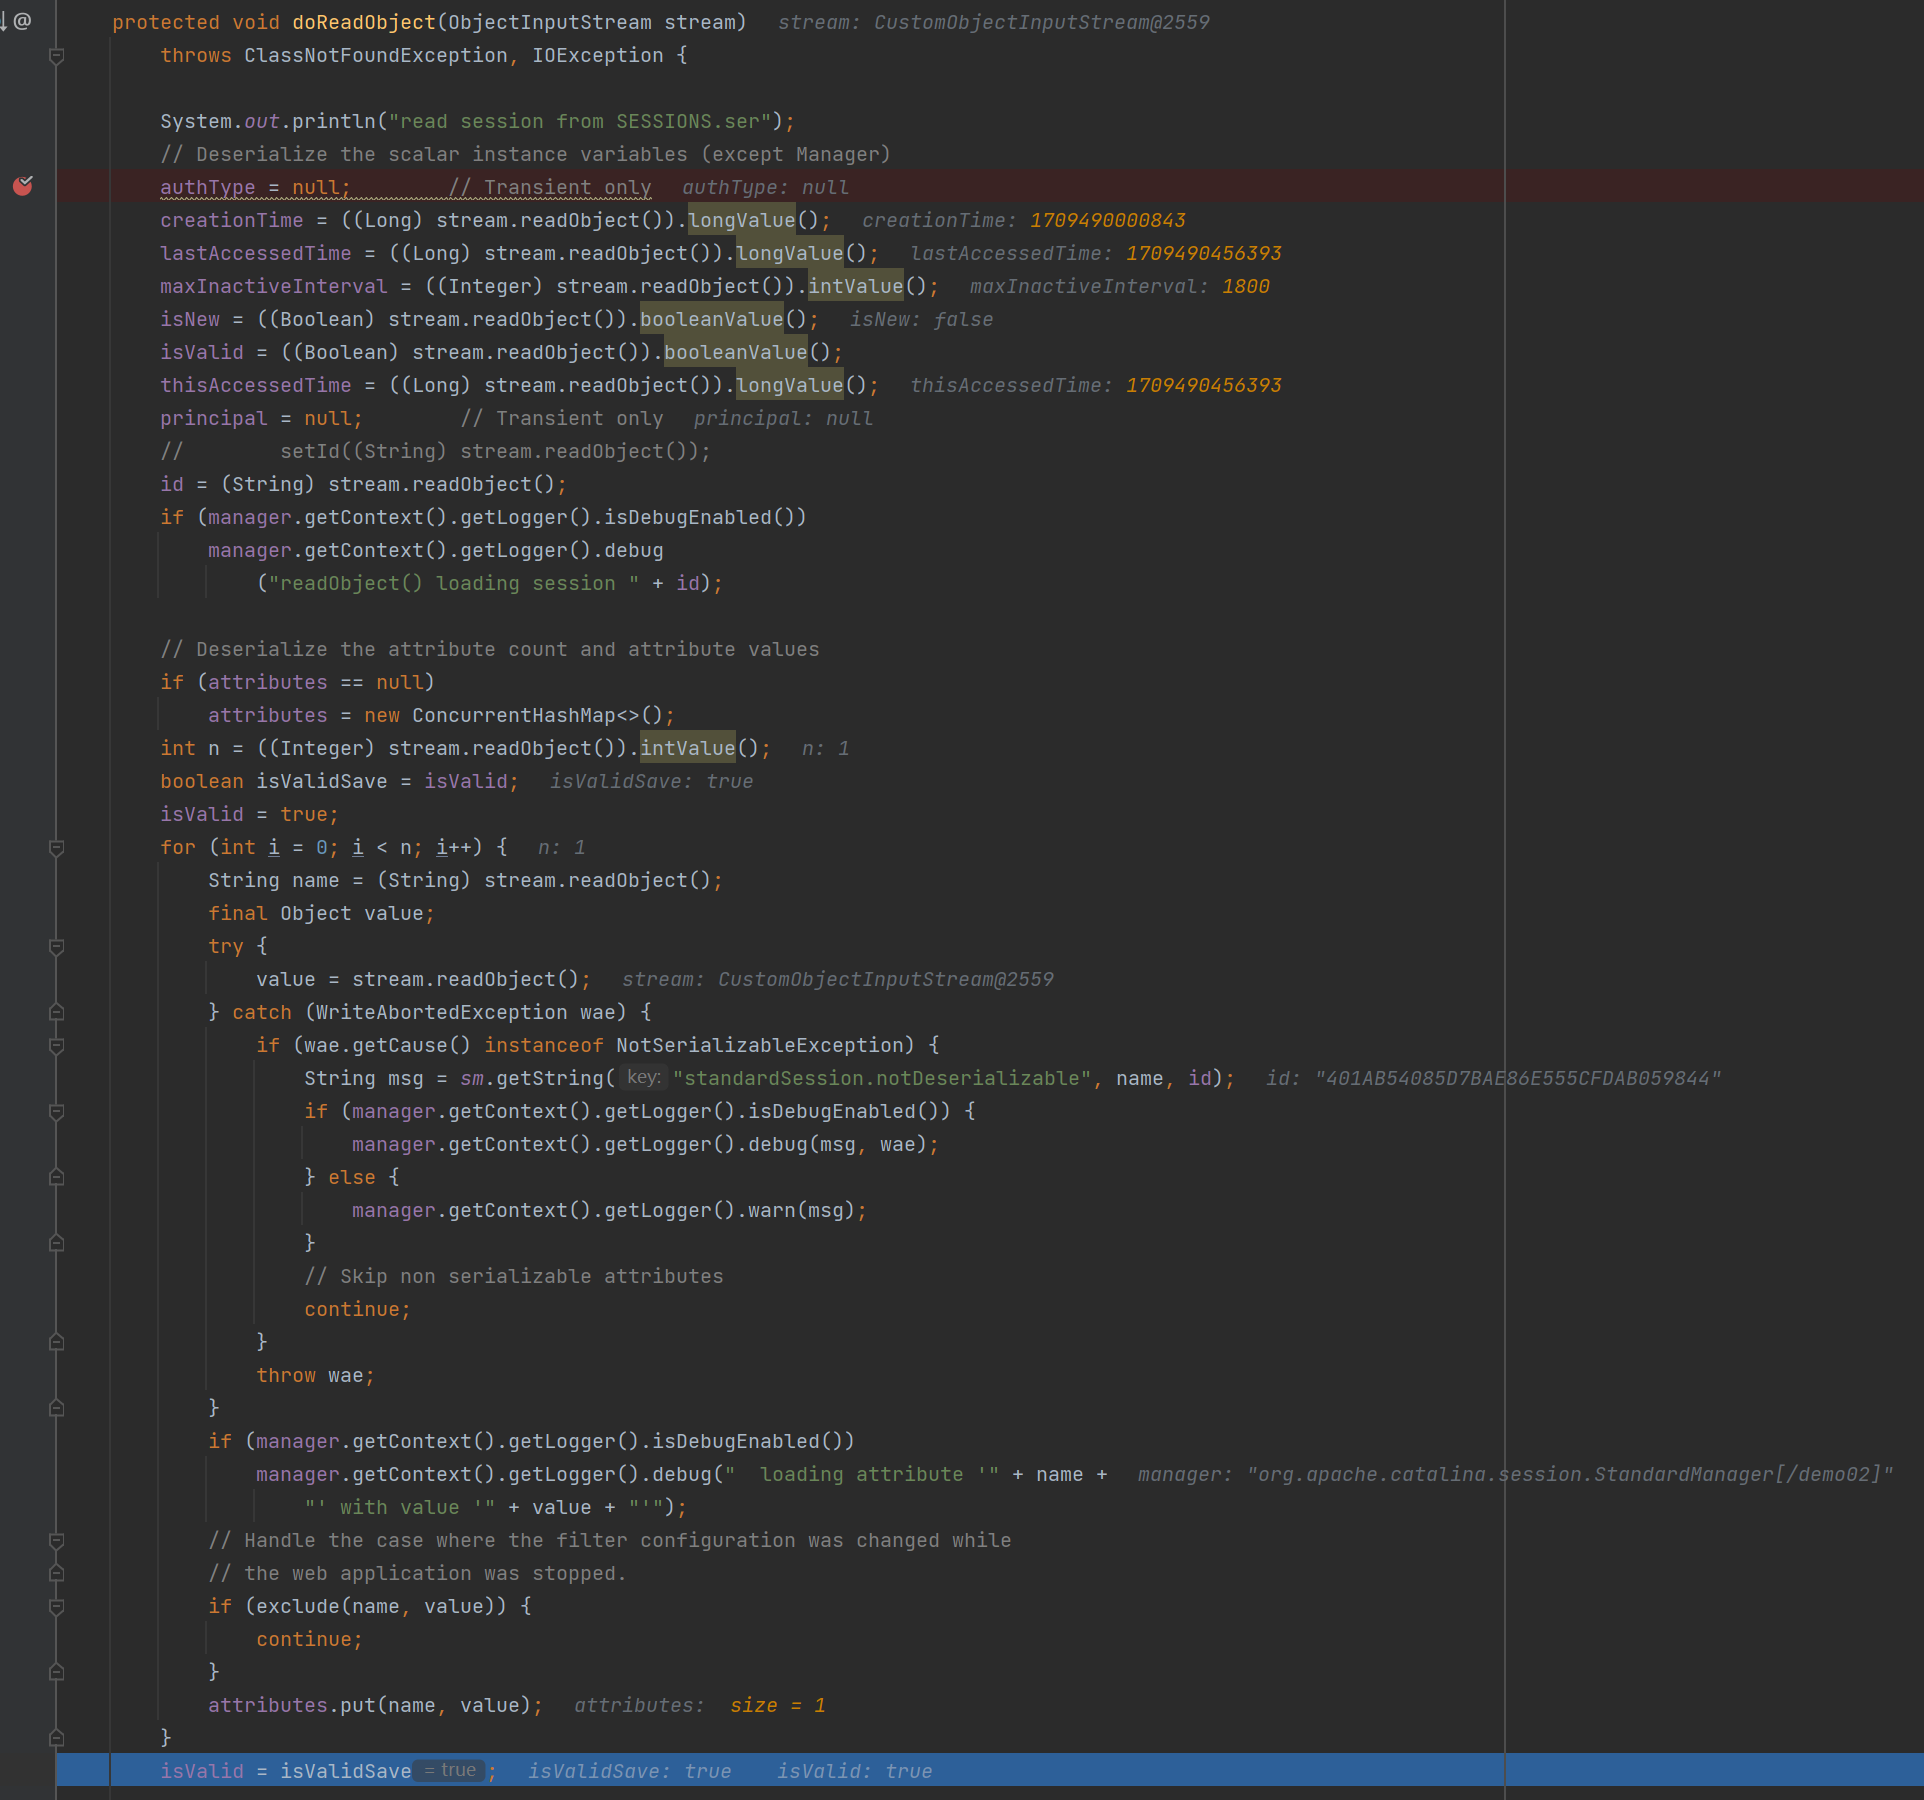 protected void doReadObject(ObjectInputStream stream)   stream: CustomObjectInputStream@2559
    throws ClassNotFoundException, IOException {

    System.out.println("read session from SESSIONS.ser");
    // Deserialize the scalar instance variables (except Manager)
    authType = null;        // Transient only   authType: null
    creationTime = ((Long) stream.readObject()).longValue();   creationTime: 1709490000843
    lastAccessedTime = ((Long) stream.readObject()).longValue();   lastAccessedTime: 1709490456393
    maxInactiveInterval = ((Integer) stream.readObject()).intValue();   maxInactiveInterval: 1800
    isNew = ((Boolean) stream.readObject()).booleanValue();   isNew: false
    isValid = ((Boolean) stream.readObject()).booleanValue();
    thisAccessedTime = ((Long) stream.readObject()).longValue();   thisAccessedTime: 1709490456393
    principal = null;        // Transient only   principal: null
    //        setId((String) stream.readObject());
    id = (String) stream.readObject();
    if (manager.getContext().getLogger().isDebugEnabled())
        manager.getContext().getLogger().debug
            ("readObject() loading session " + id);

    // Deserialize the attribute count and attribute values
    if (attributes == null)
        attributes = new ConcurrentHashMap<>();
    int n = ((Integer) stream.readObject()).intValue();   n: 1
    boolean isValidSave = isValid;   isValidSave: true
    isValid = true;
    for (int i = 0; i < n; i++) {   n: 1
        String name = (String) stream.readObject();
        final Object value;
        try {
            value = stream.readObject();   stream: CustomObjectInputStream@2559
        } catch (WriteAbortedException wae) {
            if (wae.getCause() instanceof NotSerializableException) {
                String msg = sm.getString( key: "standardSession.notDeserializable", name, id);   id: "401AB54085D7BAE86E555CFDAB059844"
                if (manager.getContext().getLogger().isDebugEnabled()) {
                    manager.getContext().getLogger().debug(msg, wae);
                } else {
                    manager.getContext().getLogger().warn(msg);
                }
                // Skip non serializable attributes
                continue;
            }
            throw wae;
        }
        if (manager.getContext().getLogger().isDebugEnabled())
            manager.getContext().getLogger().debug("  loading attribute '" + name +   manager: "org.apache.catalina.session.StandardManager[/demo02]"
                "' with value '" + value + "'");
        // Handle the case where the filter configuration was changed while
        // the web application was stopped.
        if (exclude(name, value)) {
            continue;
        }
        attributes.put(name, value);   attributes:  size = 1
    }
    isValid = isValidSave = true ;   isValidSave: true    isValid: true